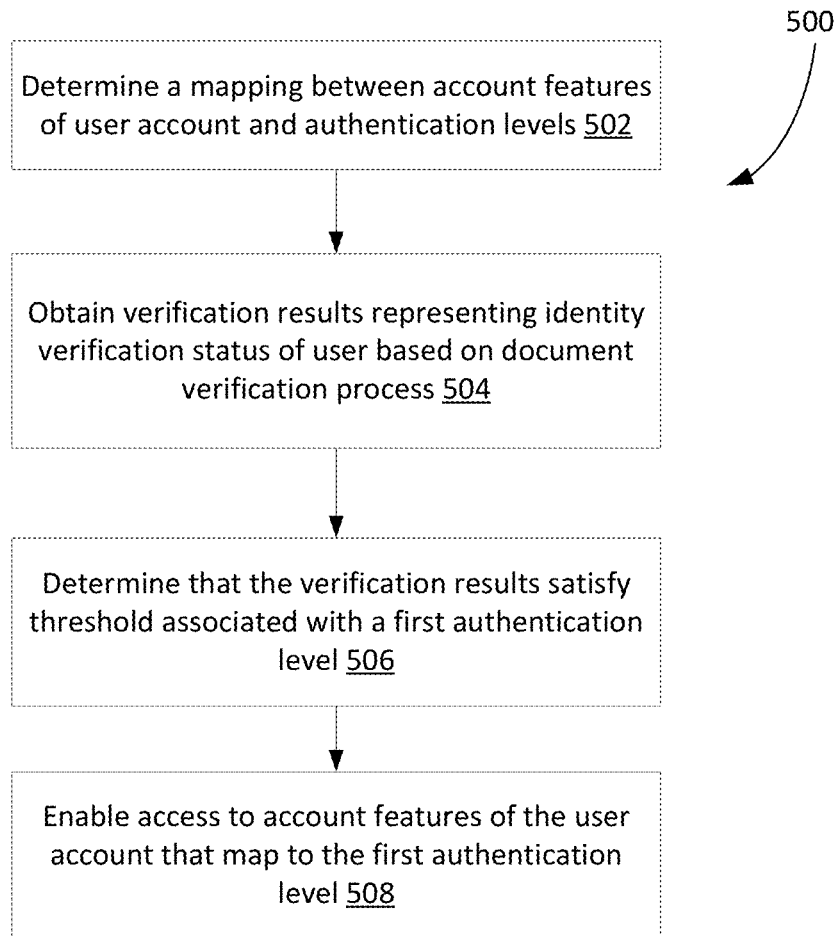 500
Determine a mapping between account features
of user account and authentication levels 502
Obtain verification results representing identity
verification status of user based on document
verification process 504
Determine that the verification results satisfy
threshold associated with a first authentication
level 506
Enable access to account features of the user
account that map to the first authentication
level 508